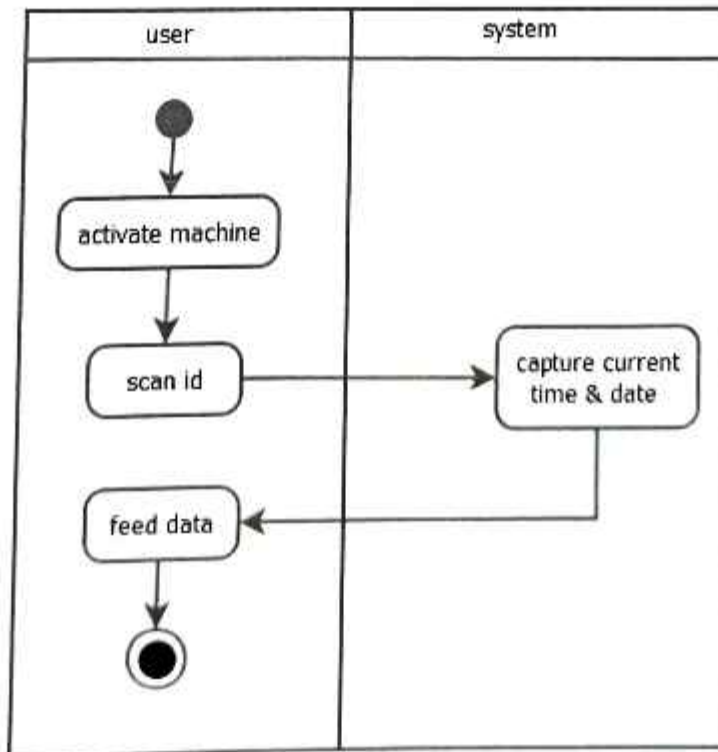 user
system
activate machine
scan id
capture current
time & date
feed data